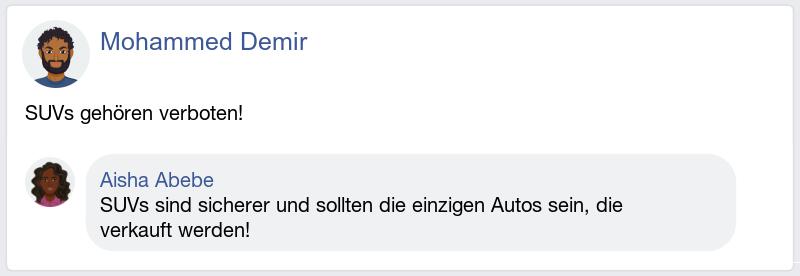 Mohammed Demir
SUVs gehören verboten!
Aisha Abebe
SUVs sind sicherer und sollten die einzigen Autos sein, die
verkauft werden!